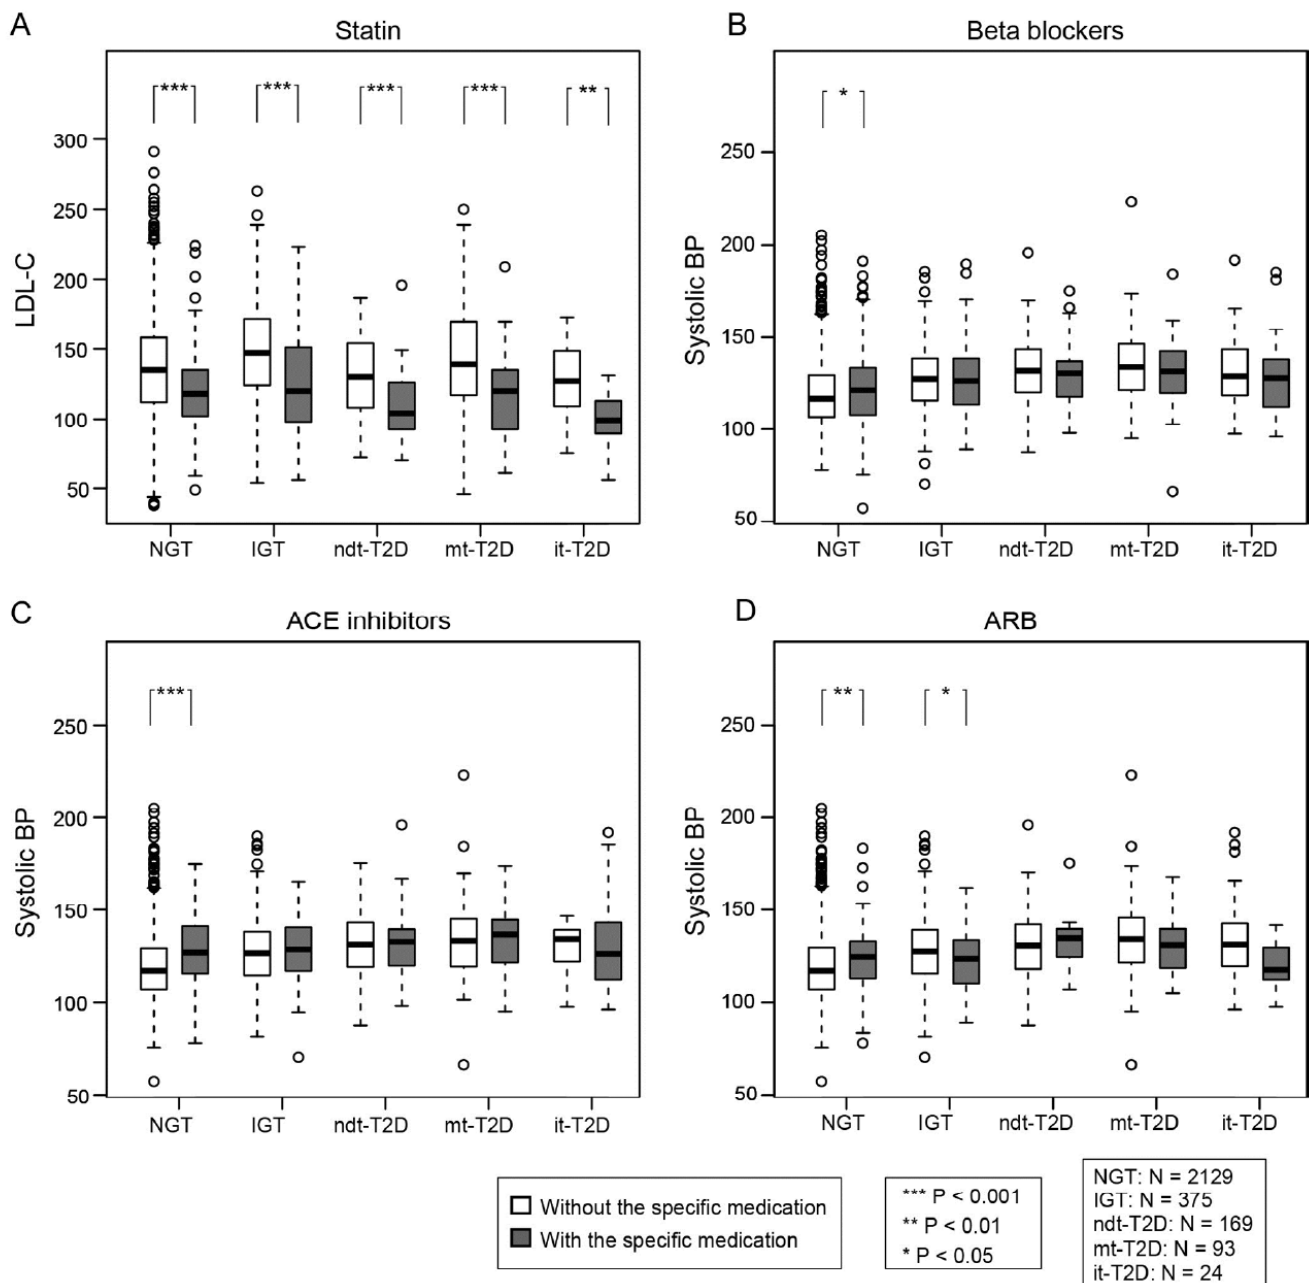 A
Statin
*** *** *** *** **
LDL-C
300
250
200
150
100
50
NGT IGT ndt-T2D mt-T2D it-T2D
B
Beta blockers
*
Systolic BP
250
200
150
100
50
NGT IGT ndt-T2D mt-T2D it-T2D
C
ACE inhibitors
***
Systolic BP
250
200
150
100
50
NGT IGT ndt-T2D mt-T2D it-T2D
D
ARB
** *
Systolic BP
250
200
150
100
50
NGT IGT ndt-T2D mt-T2D it-T2D
Without the specific medication
With the specific medication
*** P < 0.001
** P < 0.01
* P < 0.05
NGT: N = 2129
IGT: N = 375
ndt-T2D: N = 169
mt-T2D: N = 93
it-T2D: N = 24